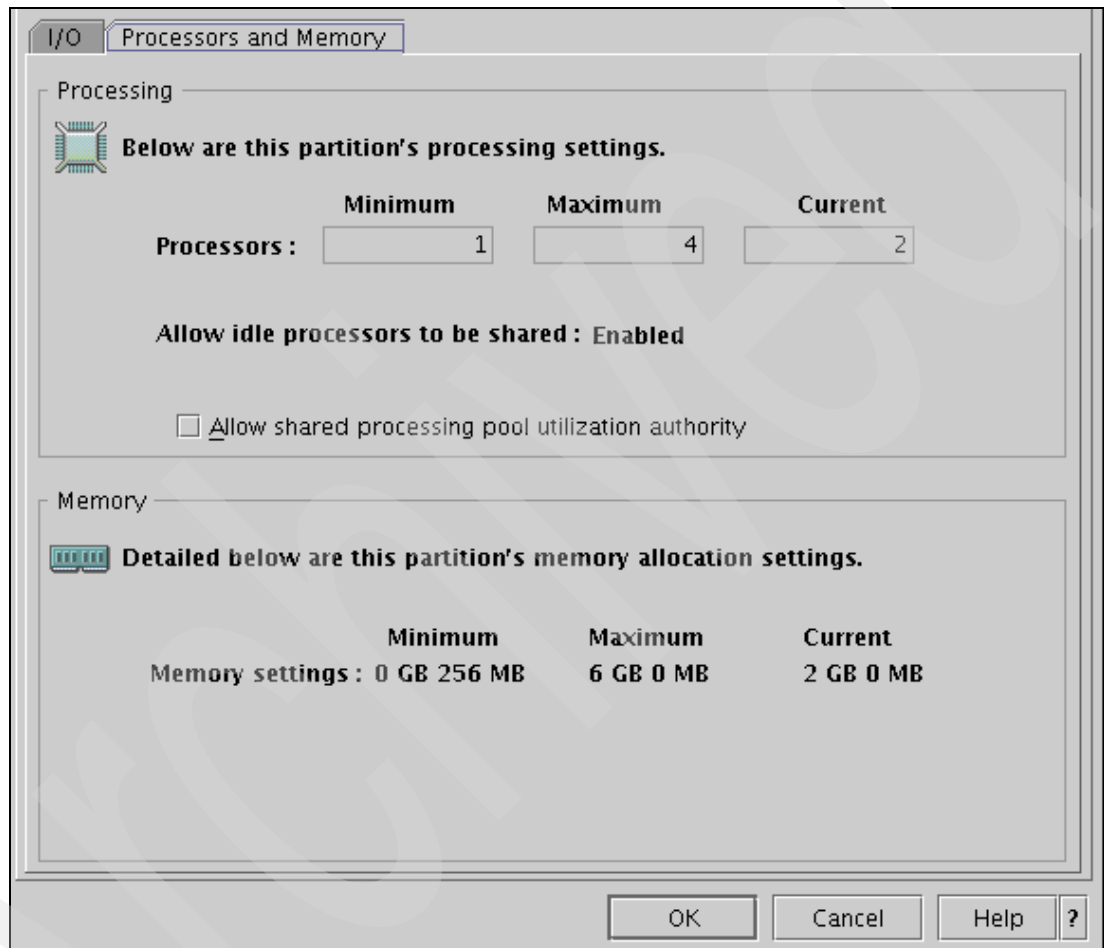 I/O Processors and Memory
Processing
Below are this partition's processing settings.
Minimum Maximum Current
Processors : 1 4 2
Allow idle processors to be shared : Enabled
Allow shared processing pool utilization authority
Memory
Detailed below are this partition's memory allocation settings.
Minimum Maximum Current
Memory settings : 0 GB 256 MB 6 GB 0 MB 2 GB 0 MB
OK Cancel Help ?